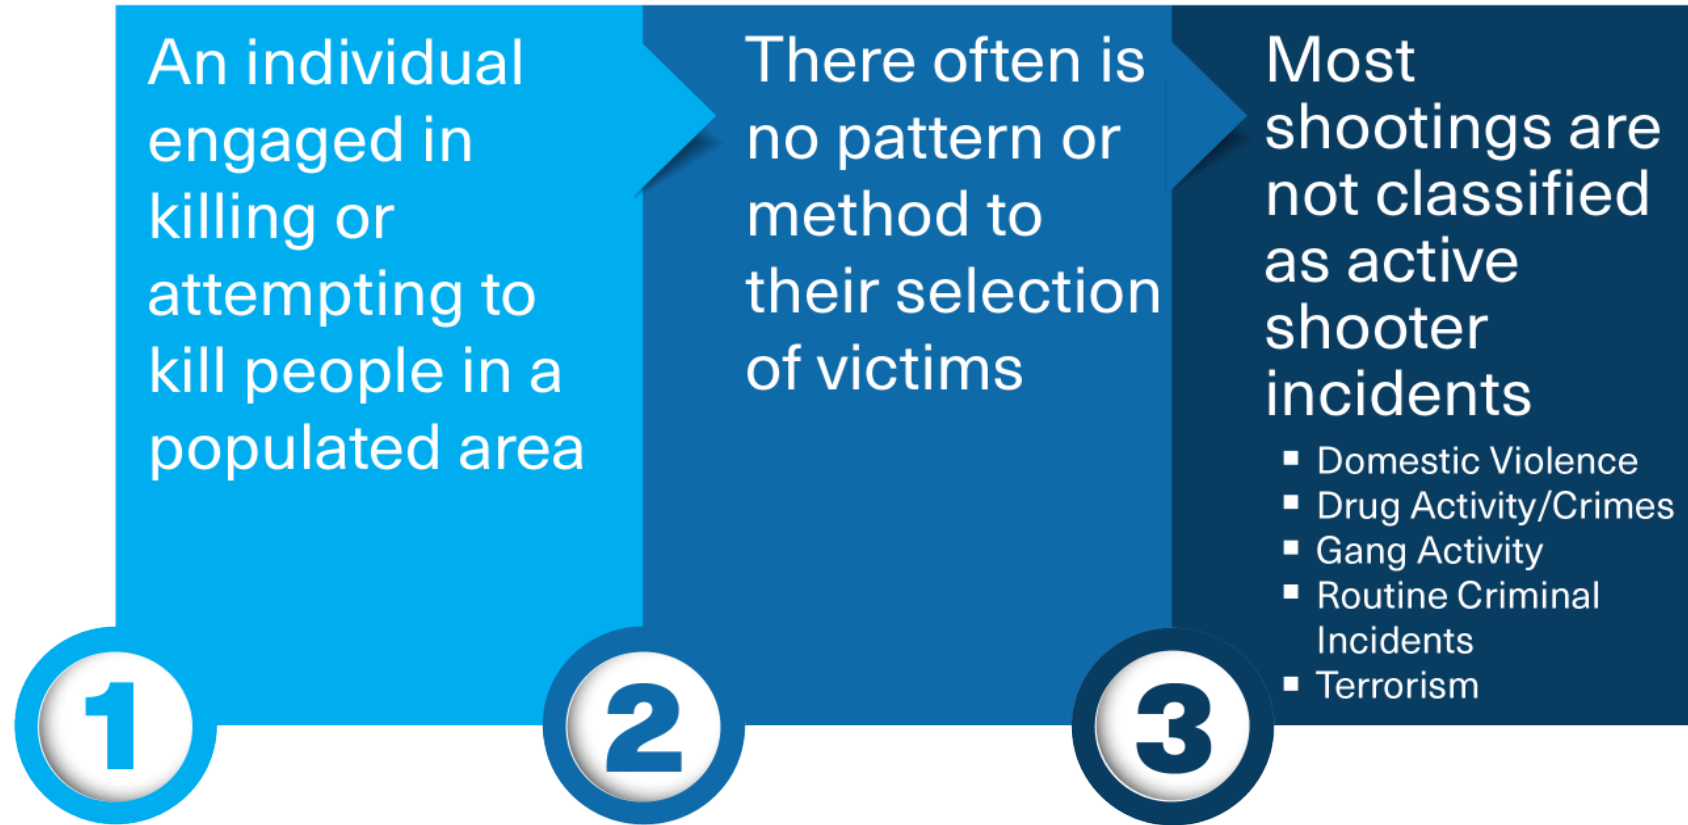 An individual
engaged in
killing or
attempting to
kill people in a
populated area
1
There often is
no pattern or
method to
their selection
of victims
2
Most
shootings are
not classified
as active
shooter
incidents
▪ Domestic Violence
▪ Drug Activity/Crimes
▪ Gang Activity
▪ Routine Criminal
Incidents
▪ Terrorism
3